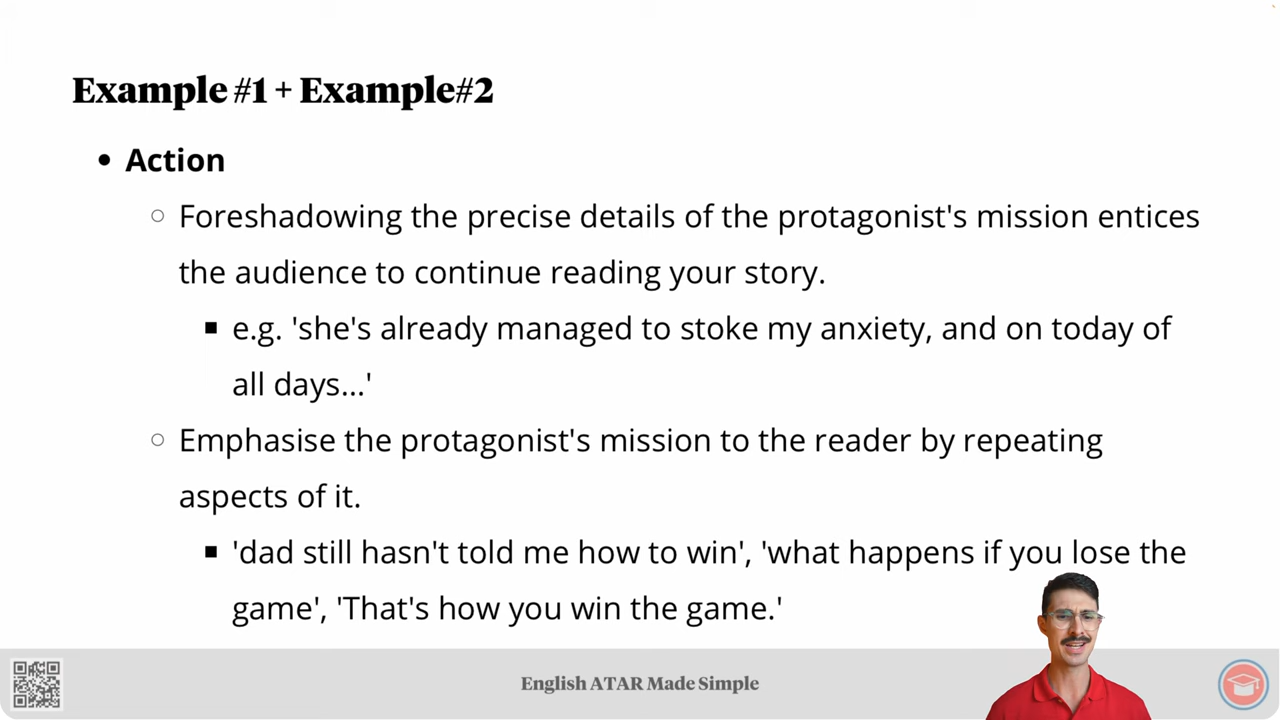 Example #1 + Example#2
• Action
○ Foreshadowing the precise details of the protagonist's mission entices
the audience to continue reading your story.
■ e.g. 'she's already managed to stoke my anxiety, and on today of
all days...'
○ Emphasise the protagonist's mission to the reader by repeating
aspects of it.
■ 'dad still hasn't told me how to win', 'what happens if you lose the
game', 'That's how you win the game.'
English ATAR Made Simple